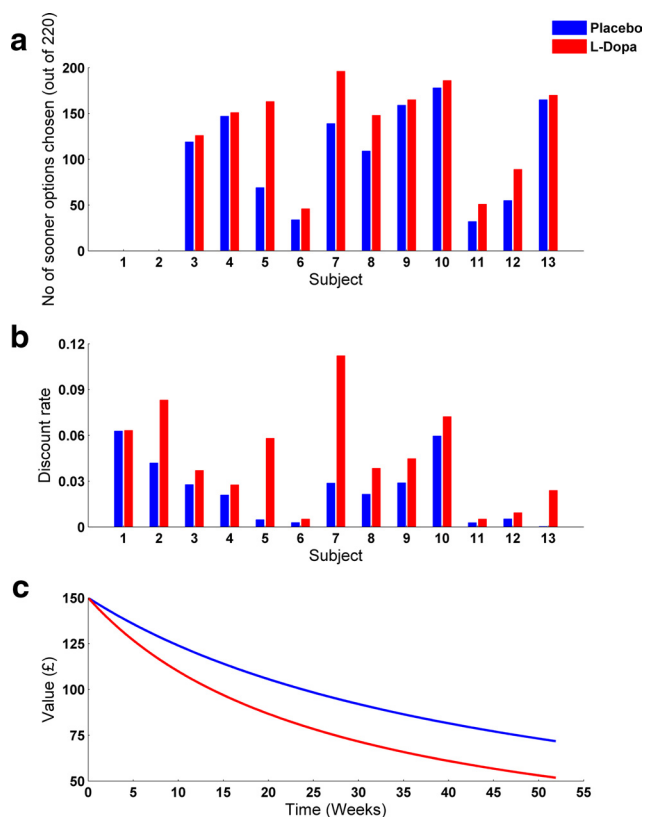 a
Placebo
L-Dopa
No of sooner options chosen (out of 220)
200
150
100
50
0
1 2 3 4 5 6 7 8 9 10 11 12 13
Subject
b
Discount rate
0.12
0.09
0.06
0.03
0
1 2 3 4 5 6 7 8 9 10 11 12 13
Subject
c
Value (£)
150
125
100
75
50
0 5 10 15 20 25 30 35 40 45 50 55
Time (Weeks)